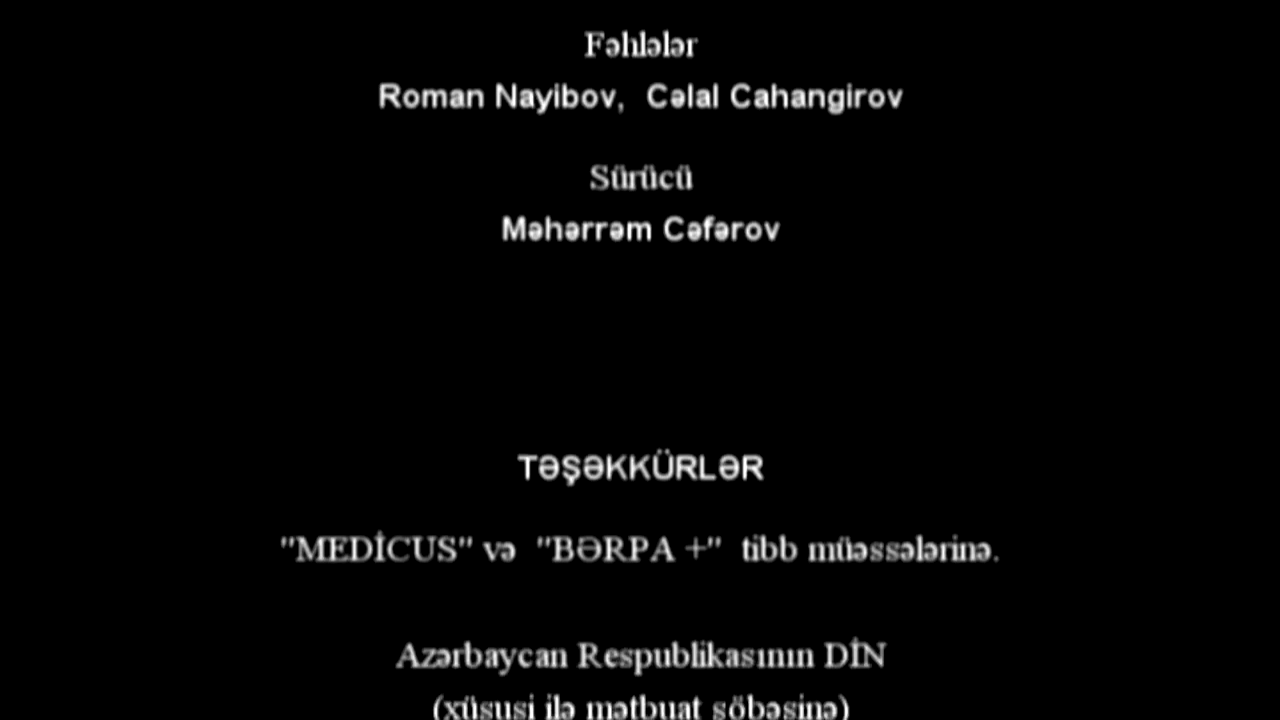 Fəhlələr
Roman Nayibov, Cəlal Cahangirov
Sürücü
Məhərrəm Cəfərov
TƏŞƏKKÜRLƏR
"MEDİCUS" və "BƏRPA +" tibb müəssələrinə.
Azərbaycan Respublikasının DİN
(xüsusi ilə mətbuat şöbəsinə)